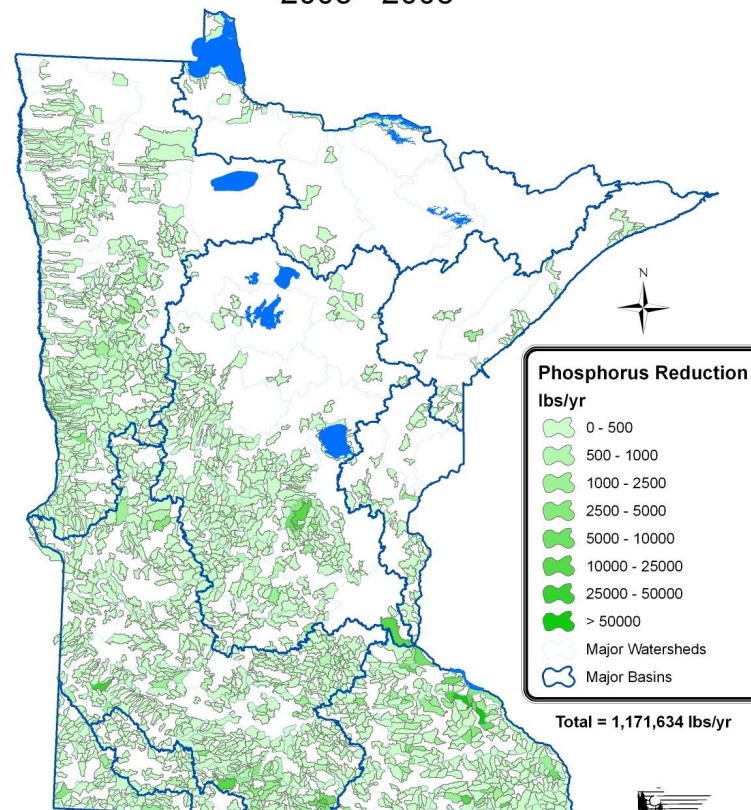 N
Phosphorus Reduction
lbs/yr
0 - 500
500 - 1000
1000 - 2500
2500 - 5000
5000 - 10000
10000 - 25000
25000 - 50000
> 50000
Major Watersheds
Major Basins
Total = 1,171,634 lbs/yr